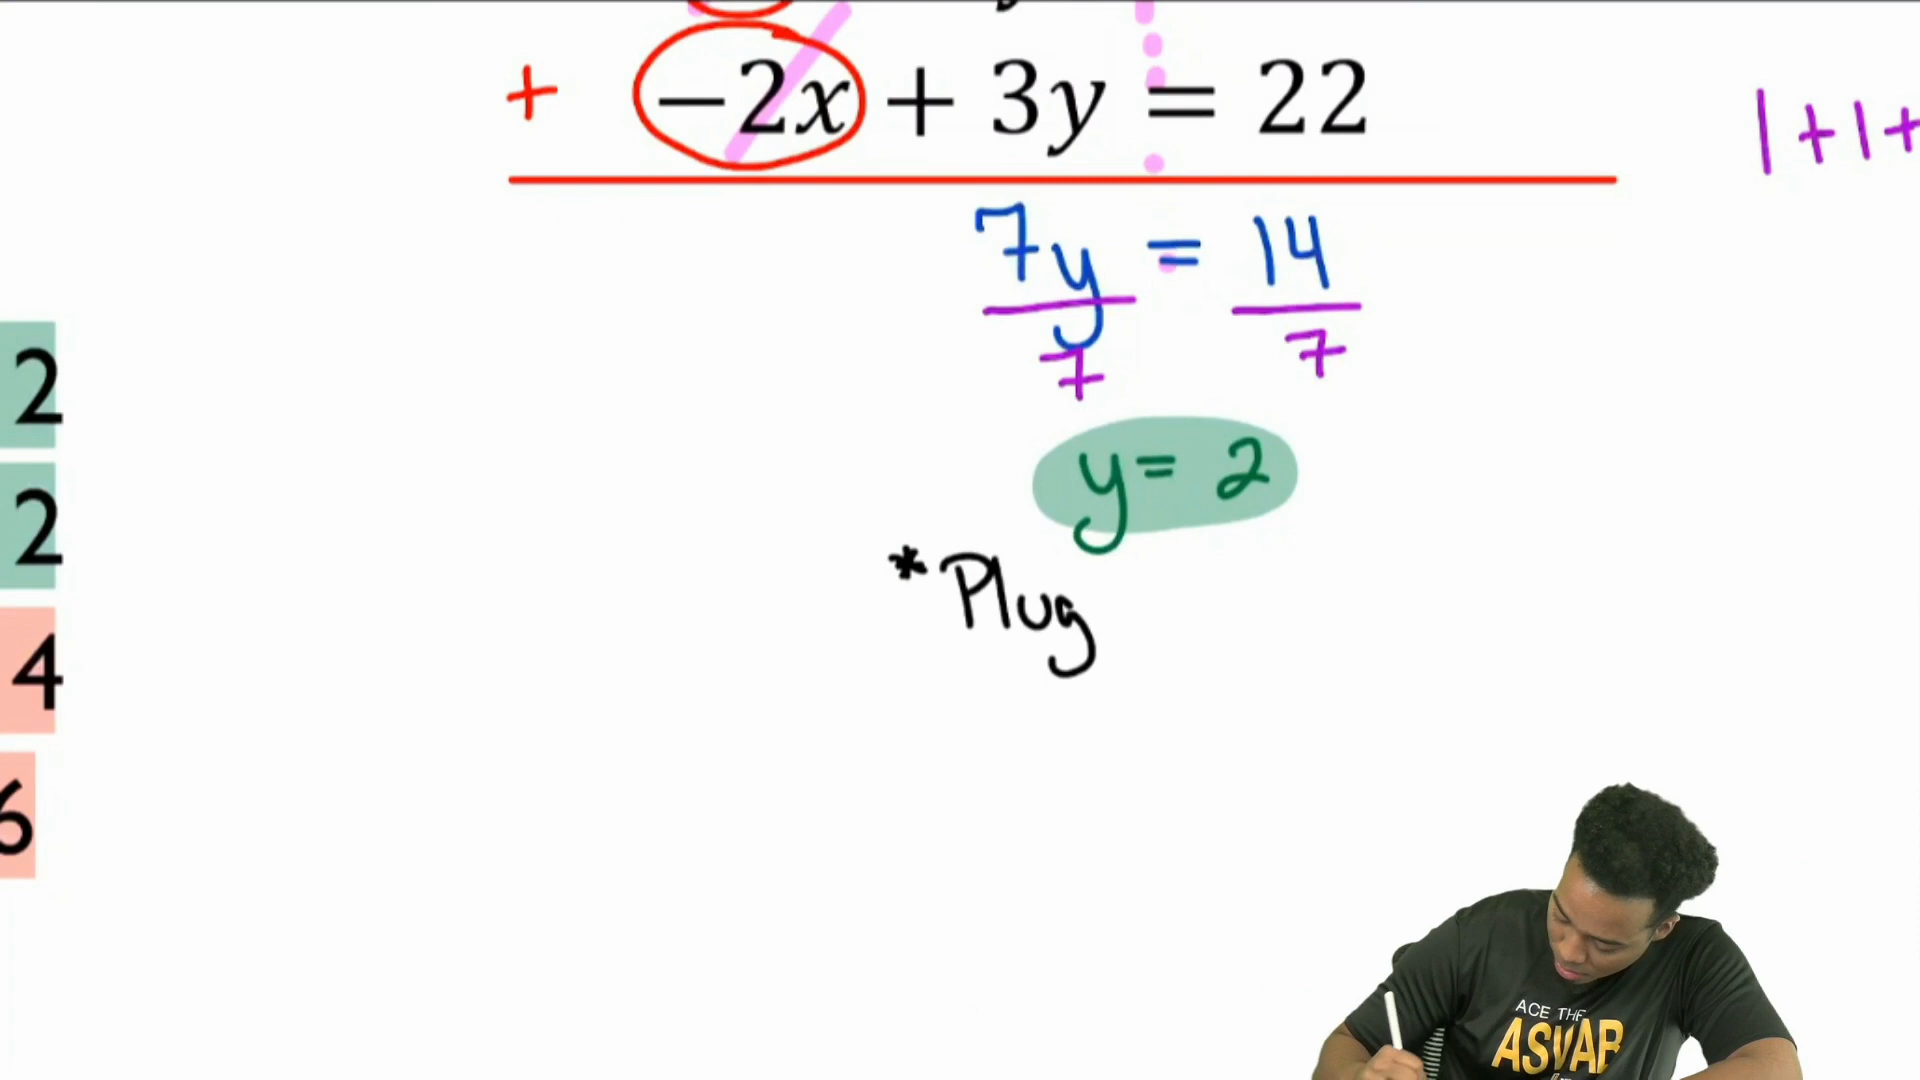 + −2x + 3y = 22
1+1+
7y = 14
7 7
y = 2
*Plug
2
2
4
6
ACE THE
ASVAB